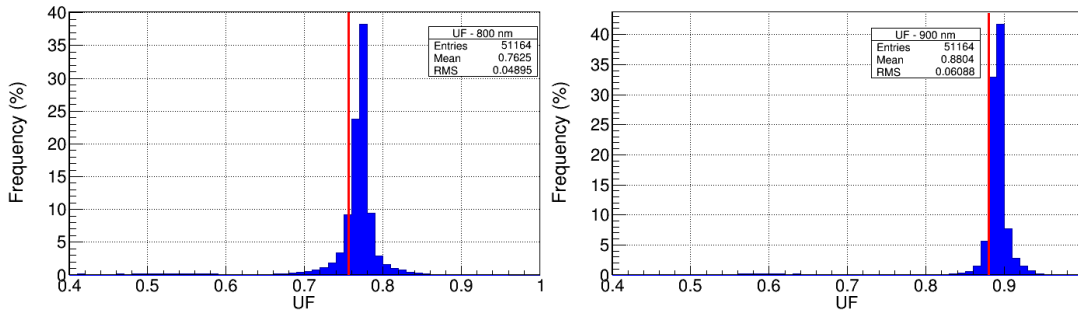 Frequency (%)
40
35
30
25
20
15
10
5
0
0.4 0.5 0.6 0.7 0.8 0.9 1
UF
UF - 800 nm
Entries 51164
Mean 0.7625
RMS 0.04895
Frequency (%)
40
35
30
25
20
15
10
5
0
0.4 0.5 0.6 0.7 0.8 0.9
UF
UF - 900 nm
Entries 51164
Mean 0.8804
RMS 0.06088